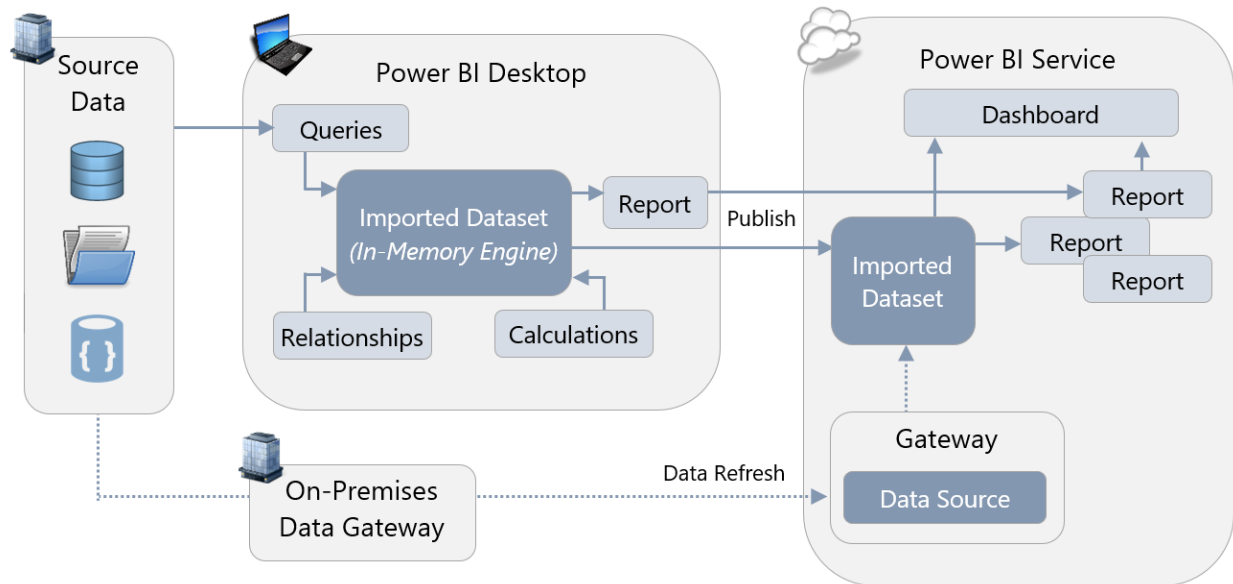 Source
Data
Power BI Desktop
Queries
Imported Dataset
(In-Memory Engine)
Report
Relationships
Calculations
Publish
Power BI Service
Dashboard
Report
Report
Report
Imported
Dataset
Gateway
Data Source
On-Premises
Data Gateway
Data Refresh
{ }